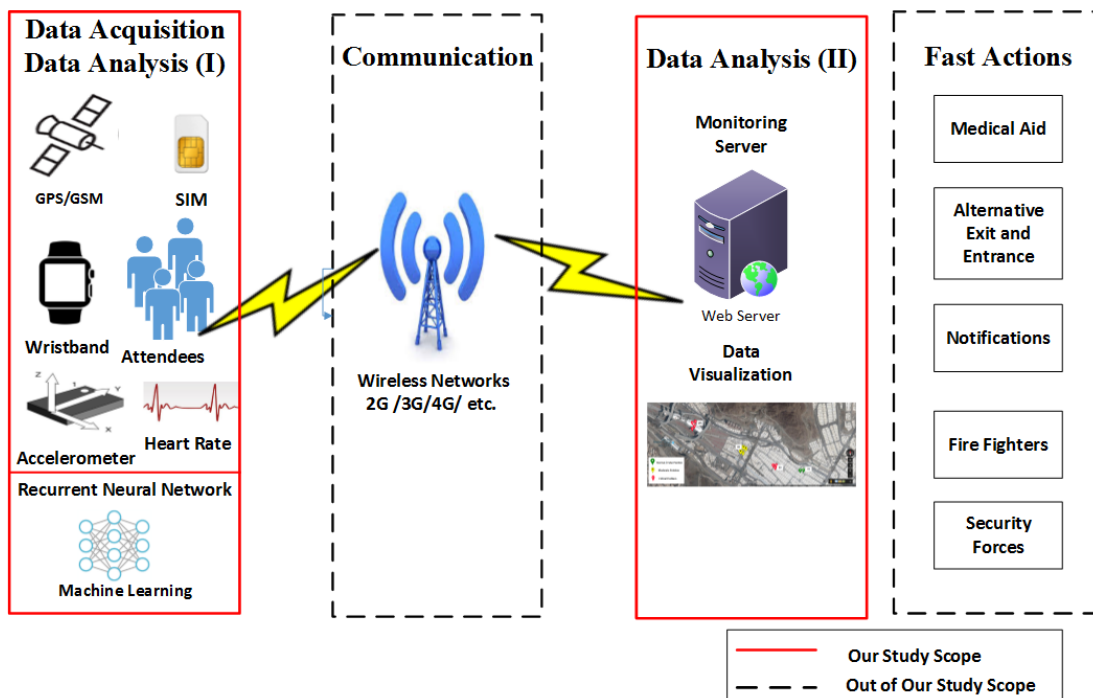 Data Acquisition
Data Analysis (I)
GPS/GSM
SIM
Wristband
Attendees
Z
1
Y
X
Accelerometer
Heart Rate
Recurrent Neural Network
Machine Learning
Communication
Wireless Networks
2G /3G/4G/ etc.
Data Analysis (II)
Monitoring
Server
Web Server
Data
Visualization
Fast Actions
Medical Aid
Alternative
Exit and
Entrance
Notifications
Fire Fighters
Security
Forces
Our Study Scope
Out of Our Study Scope